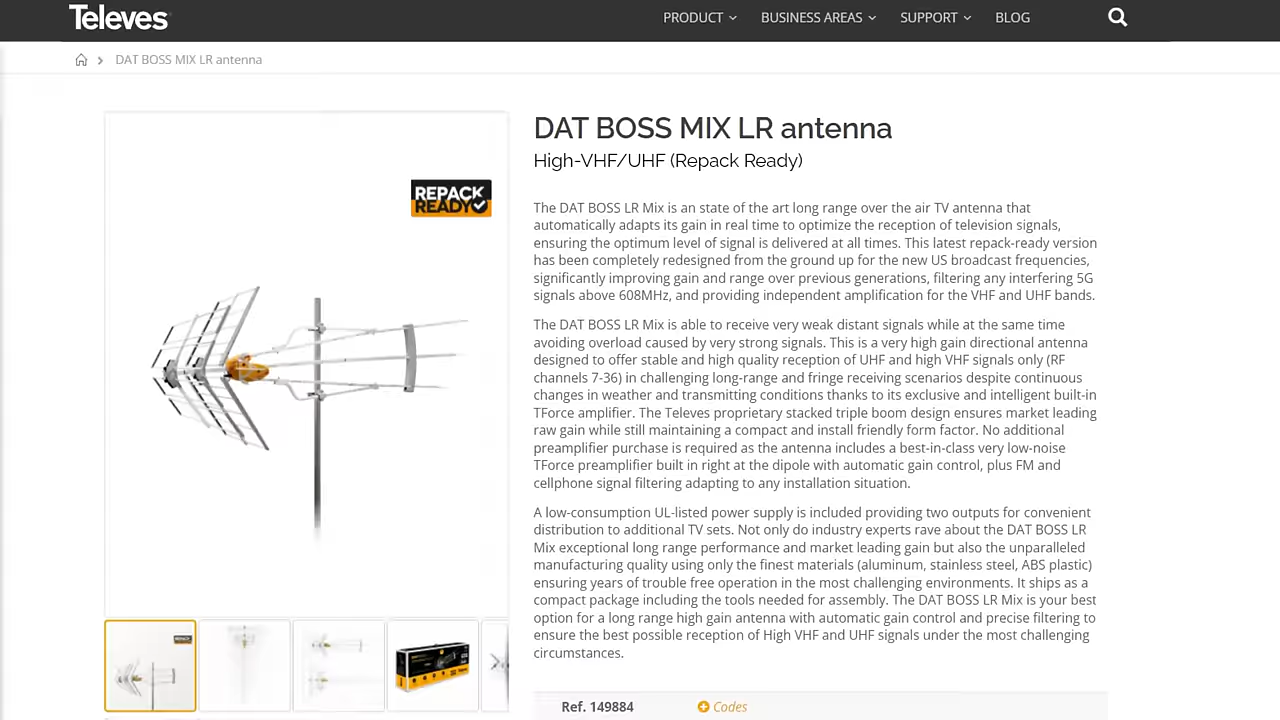 Televes
PRODUCT
BUSINESS AREAS
SUPPORT
BLOG
DAT BOSS MIX LR antenna
REPACK
READY
DAT BOSS MIX LR antenna
High-VHF/UHF (Repack Ready)
The DAT BOSS LR Mix is an state of the art long range over the air TV antenna that
automatically adapts its gain in real time to optimize the reception of television signals,
ensuring the optimum level of signal is delivered at all times. This latest repack-ready version
has been completely redesigned from the ground up for the new US broadcast frequencies,
significantly improving gain and range over previous generations, filtering any interfering 5G
signals above 608MHz, and providing independent amplification for the VHF and UHF bands.
The DAT BOSS LR Mix is able to receive very weak distant signals while at the same time
avoiding overload caused by very strong signals. This is a very high gain directional antenna
designed to offer stable and high quality reception of UHF and high VHF signals only (RF
channels 7-36) in challenging long-range and fringe receiving scenarios despite continuous
changes in weather and transmitting conditions thanks to its exclusive and intelligent built-in
TForce amplifier. The Televes proprietary stacked triple boom design ensures market leading
raw gain while still maintaining a compact and install friendly form factor. No additional
preamplifier purchase is required as the antenna includes a best-in-class very low-noise
TForce preamplifier built in right at the dipole with automatic gain control, plus FM and
cellphone signal filtering adapting to any installation situation.
A low-consumption UL-listed power supply is included providing two outputs for convenient
distribution to additional TV sets. Not only do industry experts rave about the DAT BOSS LR
Mix exceptional long range performance and market leading gain but also the unparalleled
manufacturing quality using only the finest materials (aluminum, stainless steel, ABS plastic)
ensuring years of trouble free operation in the most challenging environments. It ships as a
compact package including the tools needed for assembly. The DAT BOSS LR Mix is your best
option for a long range high gain antenna with automatic gain control and precise filtering to
ensure the best possible reception of High VHF and UHF signals under the most challenging
circumstances.
Ref. 149884
Codes